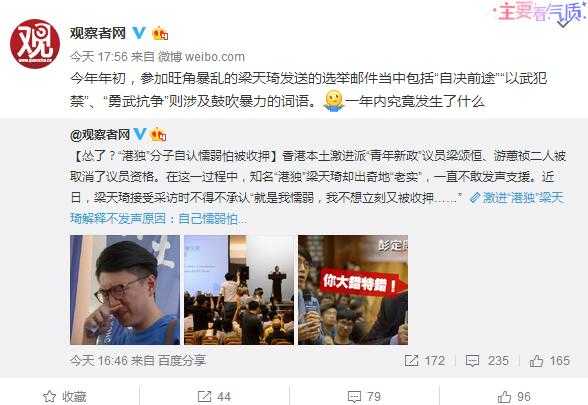 主要看气质
观
观察者网
今天 17:56 来自 微博 weibo.com
今年年初，参加旺角暴乱的梁天琦发送的选举邮件当中包括“自决前途”“以武犯
禁”、“勇武抗争”则涉及鼓吹暴力的词语。一年内究竟发生了什么
@观察者网
【怂了？“港独”分子自认懦弱怕被收押】香港本土激进派“青年新政”议员梁颂恒、游蕙祯二人被
取消了议员资格。在这一过程中，知名“港独”梁天琦却出奇地“老实”，一直不敢发声支援。近
日，梁天琦接受采访时不得不承认“就是我懦弱，我不想立刻又被收押……” 激进“港独”梁天
琦解释不发声原因：自己懦弱怕...
彭定
你大錯特錯!
今天 16:46 来自 百度分享
172
235
165
收藏
44
79
96